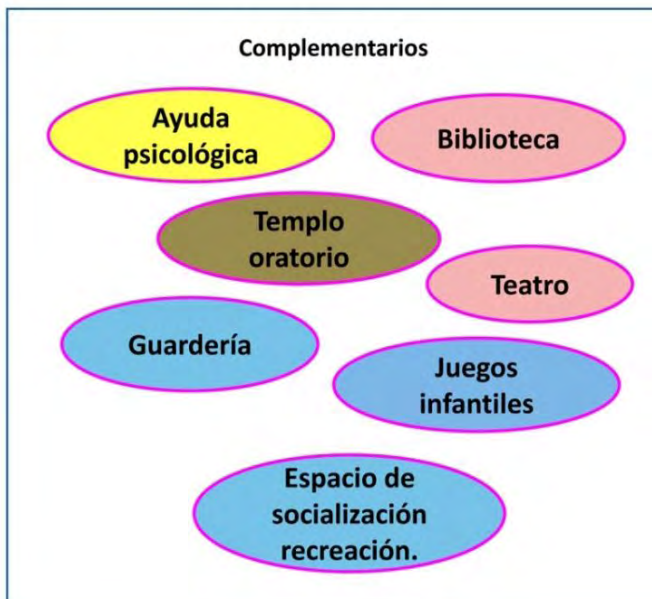 Complementarios
Ayuda
psicológica
Biblioteca
Templo
oratorio
Teatro
Guardería
Juegos
infantiles
Espacio de
socialización
recreación.